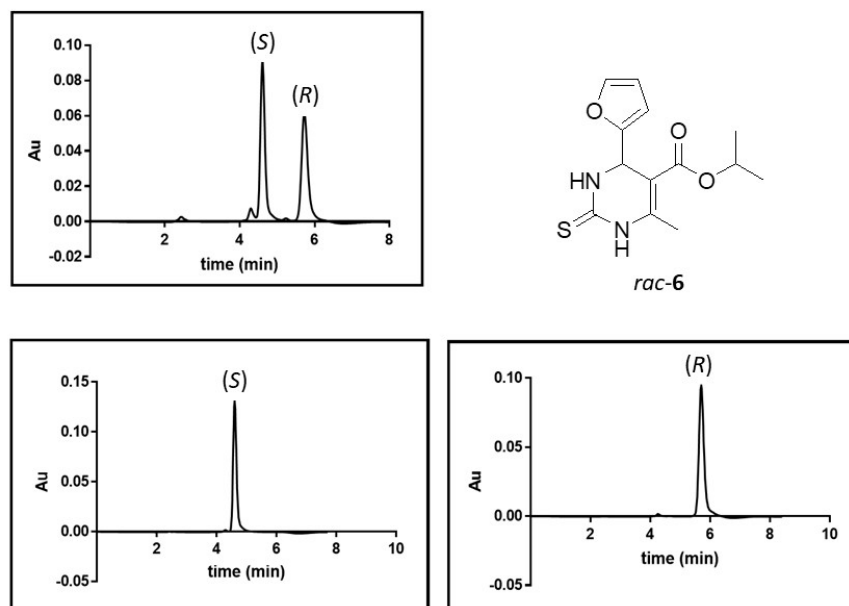 (S)
(R)
0.10
0.08
0.06
0.04
0.02
0.00
-0.02
Au
2 4 6 8
time (min)
O
O
HN
O
S
N
H
rac-6
(S)
0.15
0.10
0.05
0.00
-0.05
Au
2 4 6 8 10
time (min)
(R)
0.10
0.05
0.00
-0.05
Au
2 4 6 8 10
time (min)